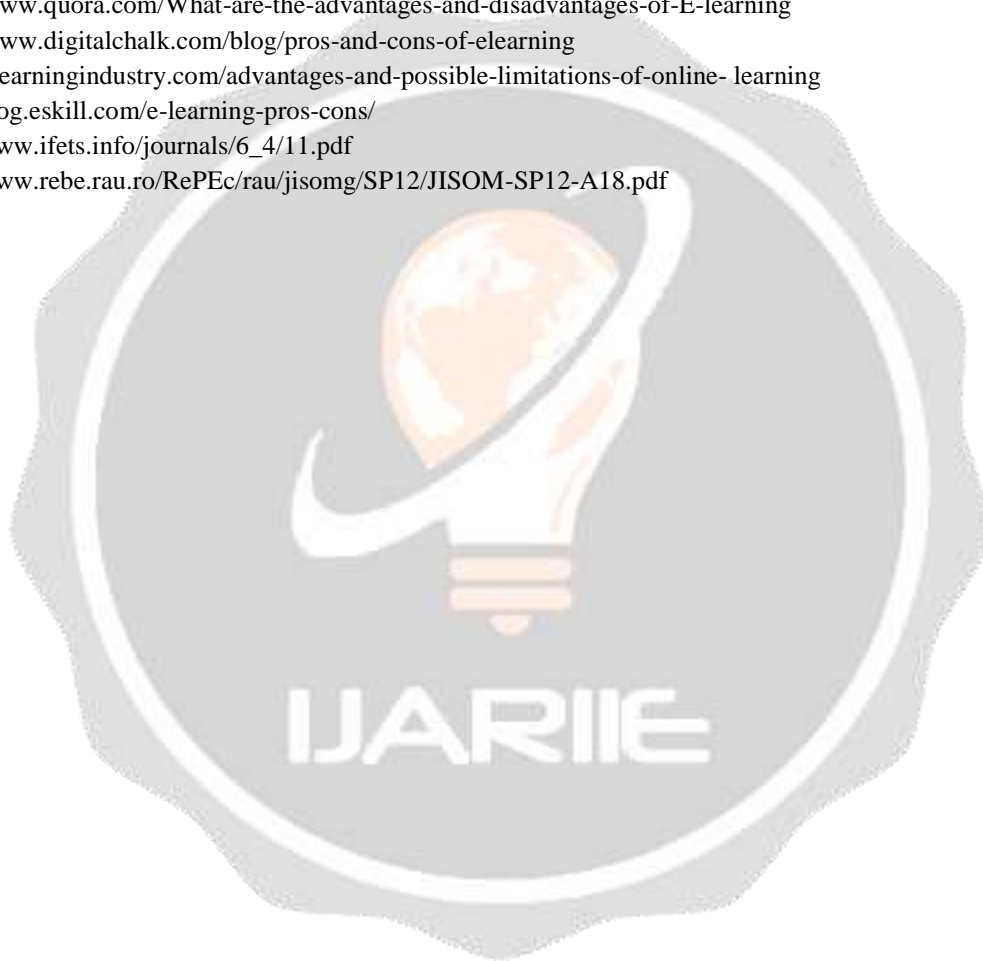 ww.quora.com/What-are-the-advantages-and-disadvantages-of-E-learning
ww.digitalchalk.com/blog/pros-and-cons-of-elearning
earningindustry.com/advantages-and-possible-limitations-of-online- learning
og.eskill.com/e-learning-pros-cons/
ww.ifets.info/journals/6_4/11.pdf
ww.rebe.rau.ro/RePEc/rau/jisomg/SP12/JISOM-SP12-A18.pdf
IJARIIE